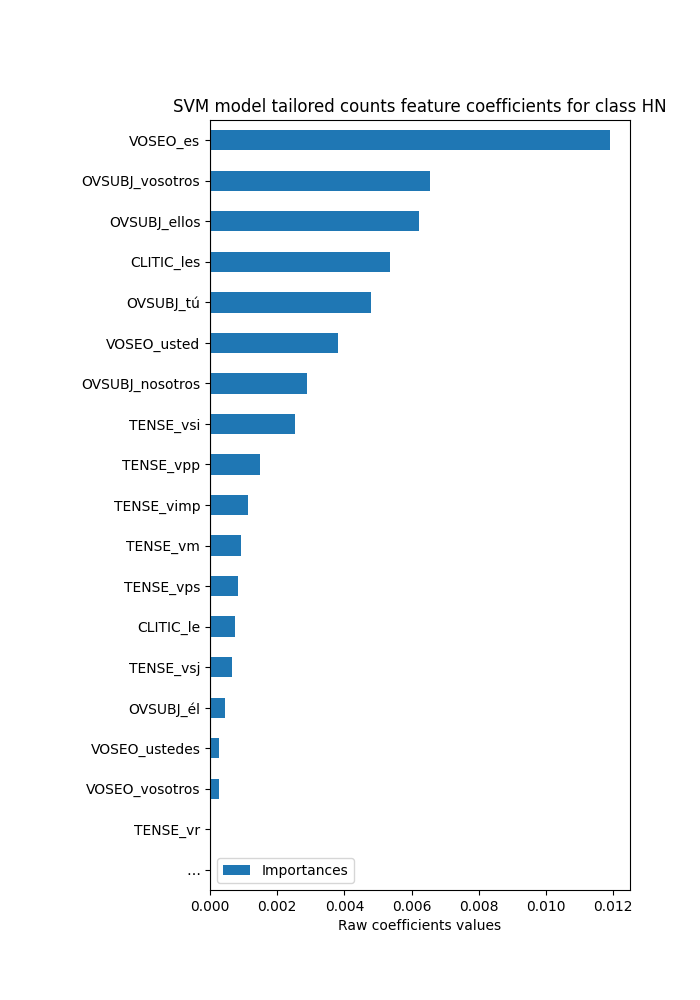 SVM model tailored counts feature coefficients for class HN
VOSEO_es
OVSUBJ_vosotros
OVSUBJ_ellos
CLITIC_les
OVSUBJ_tú
VOSEO_usted
OVSUBJ_nosotros
TENSE_vsi
TENSE_vpp
TENSE_vimp
TENSE_vm
TENSE_vps
CLITIC_le
TENSE_vsj
OVSUBJ_él
VOSEO_ustedes
VOSEO_vosotros
TENSE_vr
...
Importances
0.000 0.002 0.004 0.006 0.008 0.010 0.012
Raw coefficients values